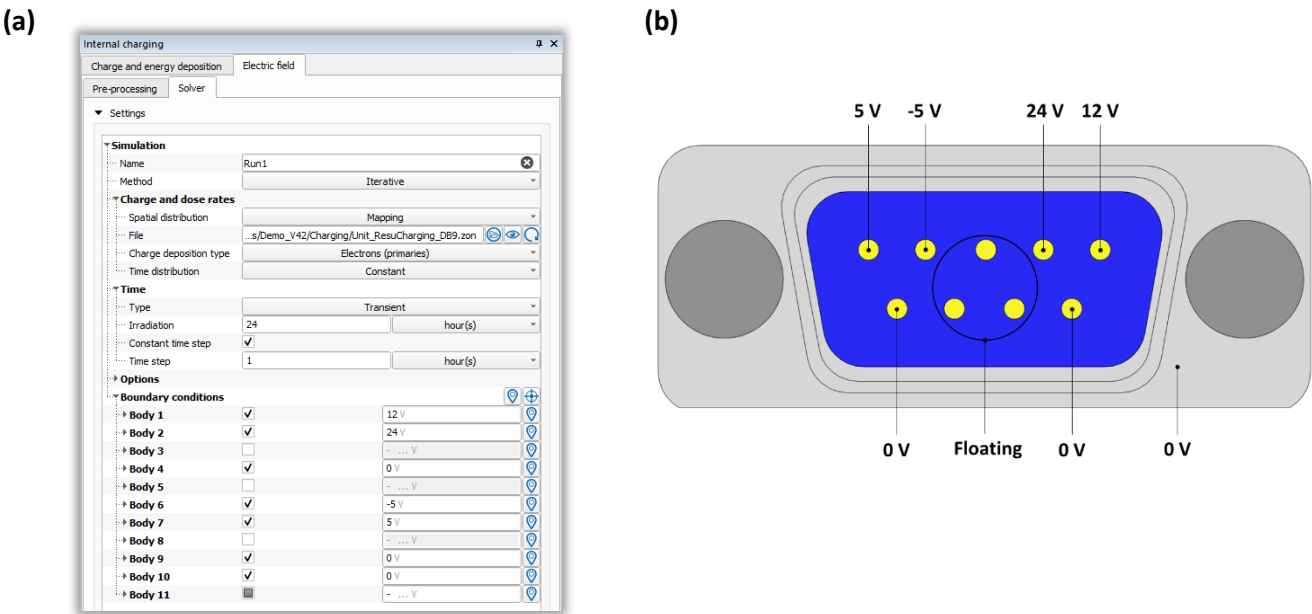 (a)
Internal charging
Charge and energy deposition Electric field
Pre-processing Solver
Settings
Simulation
Name Run1
Method Iterative
Charge and dose rates
Spatial distribution Mapping
File ...s/Demo_V42/Charging/Unit_ResuCharging_DB9.zon
Charge deposition type Electrons (primaries)
Time distribution Constant
Time
Type Transient
Irradiation 24 hour(s)
Constant time step
Time step 1 hour(s)
Options
Boundary conditions
Body 1 12 V
Body 2 24 V
Body 3 - ... V
Body 4 0 V
Body 5 - ... V
Body 6 -5 V
Body 7 5 V
Body 8 - ... V
Body 9 0 V
Body 10 0 V
Body 11 - ... V
(b)
5 V -5 V 24 V 12 V
0 V Floating 0 V 0 V